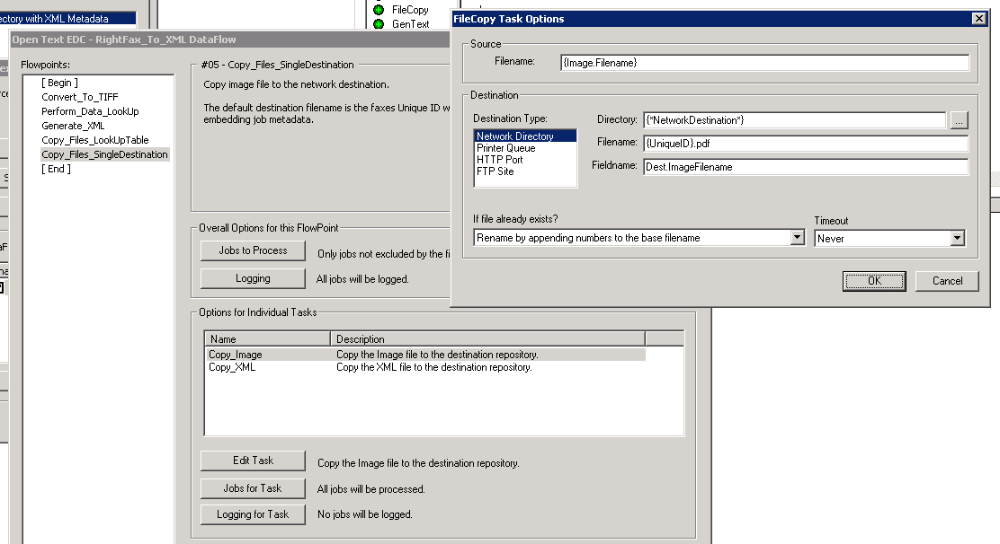 ectory with XML Metadata
FileCopy
GenText
Open Text EDC - RightFax_To_XML DataFlow
Flowpoints:
[ Begin ]
Convert_To_TIFF
Perform_Data_LookUp
Generate_XML
Copy_Files_LookUpTable
Copy_Files_SingleDestination
[ End ]
#05 - Copy_Files_SingleDestination
Copy image file to the network destination.
The default destination filename is the faxes Unique ID w
embedding job metadata.
Overall Options for this FlowPoint
Jobs to Process
Only jobs not excluded by the fi
Logging
All jobs will be logged.
Options for Individual Tasks
Name Description
Copy_Image Copy the Image file to the destination repository.
Copy_XML Copy the XML file to the destination repository.
Edit Task
Copy the Image file to the destination repository.
Jobs for Task
All jobs will be processed.
Logging for Task
No jobs will be logged.
FileCopy Task Options
Source
Filename: {Image.Filename}
Destination
Destination Type:
Network Directory
Printer Queue
HTTP Port
FTP Site
Directory: {*NetworkDestination*} ...
Filename: {UniqueID}.pdf
Fieldname: Dest.ImageFilename
If file already exists?
Rename by appending numbers to the base filename
Timeout
Never
OK
Cancel